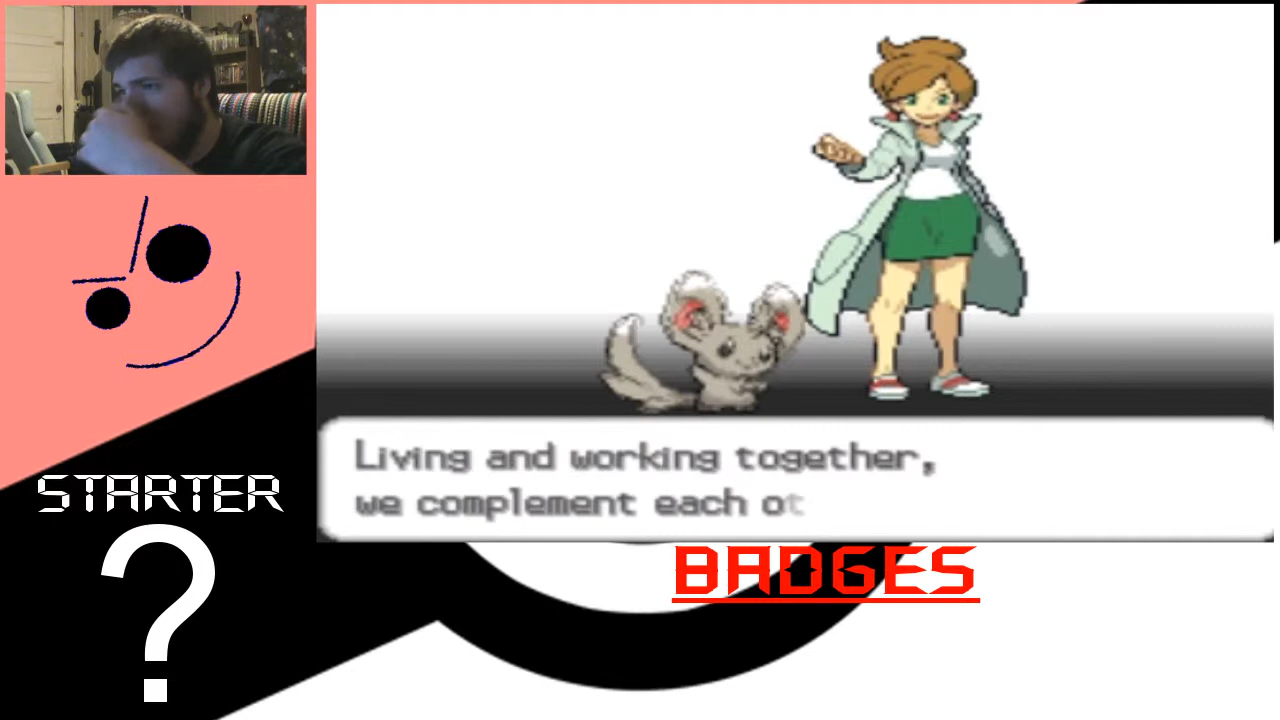 Living and working together,
we complement each ot
STARTER
?
BADGES